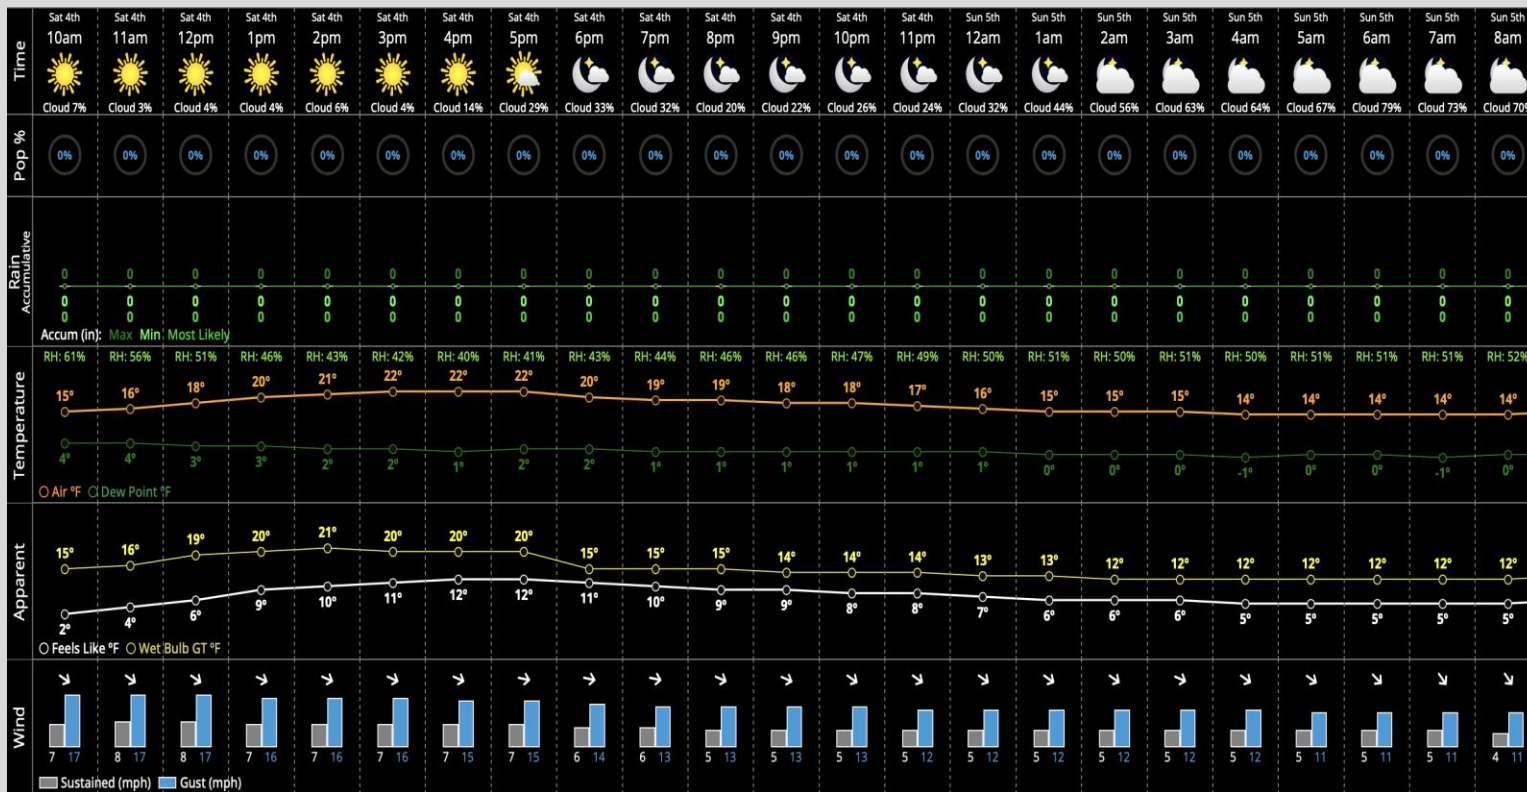 Time
Sat 4th Sat 4th Sat 4th Sat 4th Sat 4th Sat 4th Sat 4th Sat 4th Sat 4th Sat 4th Sat 4th Sat 4th Sat 4th Sat 4th Sun 5th Sun 5th Sun 5th Sun 5th Sun 5th Sun 5th Sun 5th Sun 5th Sun 5th
10am 11am 12pm 1pm 2pm 3pm 4pm 5pm 6pm 7pm 8pm 9pm 10pm 11pm 12am 1am 2am 3am 4am 5am 6am 7am 8am
Cloud 7% Cloud 3% Cloud 4% Cloud 4% Cloud 6% Cloud 4% Cloud 14% Cloud 29% Cloud 33% Cloud 32% Cloud 20% Cloud 22% Cloud 26% Cloud 24% Cloud 32% Cloud 44% Cloud 56% Cloud 63% Cloud 64% Cloud 67% Cloud 79% Cloud 73% Cloud 70%
Pop %
0% 0% 0% 0% 0% 0% 0% 0% 0% 0% 0% 0% 0% 0% 0% 0% 0% 0% 0% 0% 0% 0% 0%
Rain
Accumulative
0 0 0 0 0 0 0 0 0 0 0 0 0 0 0 0 0 0 0 0 0 0 0
0 0 0 0 0 0 0 0 0 0 0 0 0 0 0 0 0 0 0 0 0 0 0
0 0 0 0 0 0 0 0 0 0 0 0 0 0 0 0 0 0 0 0 0 0 0
Accum (in): Max Min Most Likely
Temperature
RH: 61% RH: 56% RH: 51% RH: 46% RH: 43% RH: 42% RH: 40% RH: 41% RH: 43% RH: 44% RH: 46% RH: 46% RH: 47% RH: 49% RH: 50% RH: 51% RH: 50% RH: 51% RH: 50% RH: 51% RH: 51% RH: 51% RH: 52%
15° 16° 18° 20° 21° 22° 22° 22° 20° 19° 19° 18° 18° 17° 16° 15° 15° 15° 14° 14° 14° 14° 14°
4° 4° 3° 3° 2° 2° 1° 2° 2° 1° 1° 1° 1° 1° 1° 0° 0° 0° -1° 0° 0° -1° 0°
Air °F Dew Point °F
Apparent
15° 16° 19° 20° 21° 20° 20° 20° 15° 15° 15° 14° 14° 14° 13° 13° 12° 12° 12° 12° 12° 12° 12°
2° 4° 6° 9° 10° 11° 12° 12° 11° 10° 9° 9° 8° 8° 7° 6° 6° 6° 5° 5° 5° 5° 5°
Feels Like °F Wet Bulb GT °F
Wind
7 17 8 17 8 17 7 16 7 16 7 16 7 15 7 15 6 14 6 13 5 13 5 13 5 13 5 12 5 12 5 12 5 12 5 12 5 12 5 11 5 11 5 11 4 11
Sustained (mph) Gust (mph)